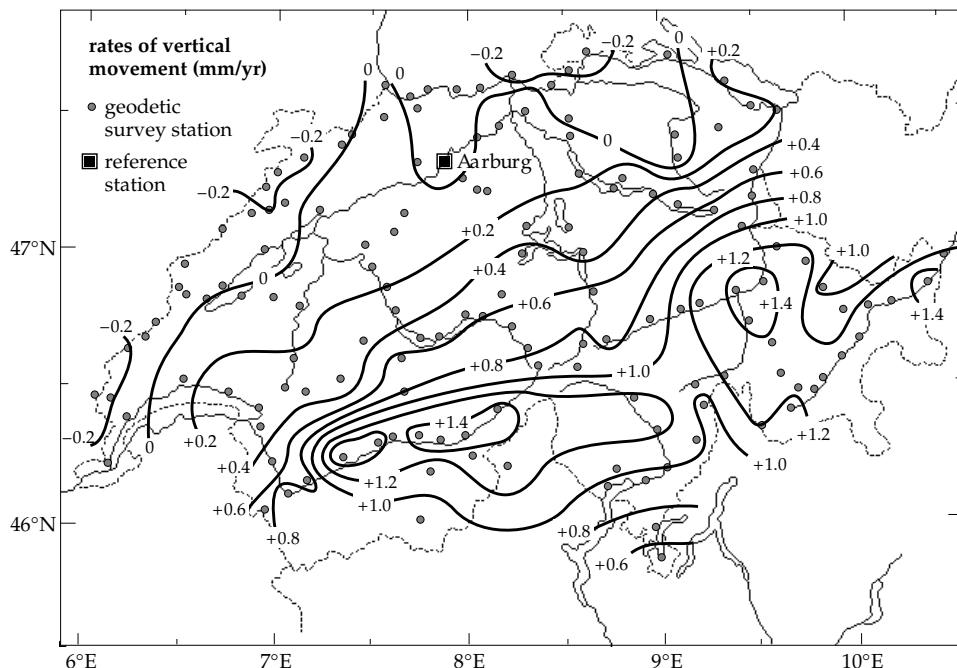 rates of vertical
movement (mm/yr)
geodetic
survey station
reference
station
−0.2
0
−0.2
0
+0.2
0
−0.2
0
Aarburg
+0.4
−0.2
+0.6
+0.8
47°N
+0.2
+1.0
+0.4
+1.2
+1.0
0
+0.6
+1.4
+1.4
−0.2
+0.8
+1.0
−0.2
+0.2
+1.4
+1.2
0
+0.4
+1.0
+1.2
+0.6
+1.0
46°N
+0.8
+0.8
+0.6
6°E
7°E
8°E
9°E
10°E